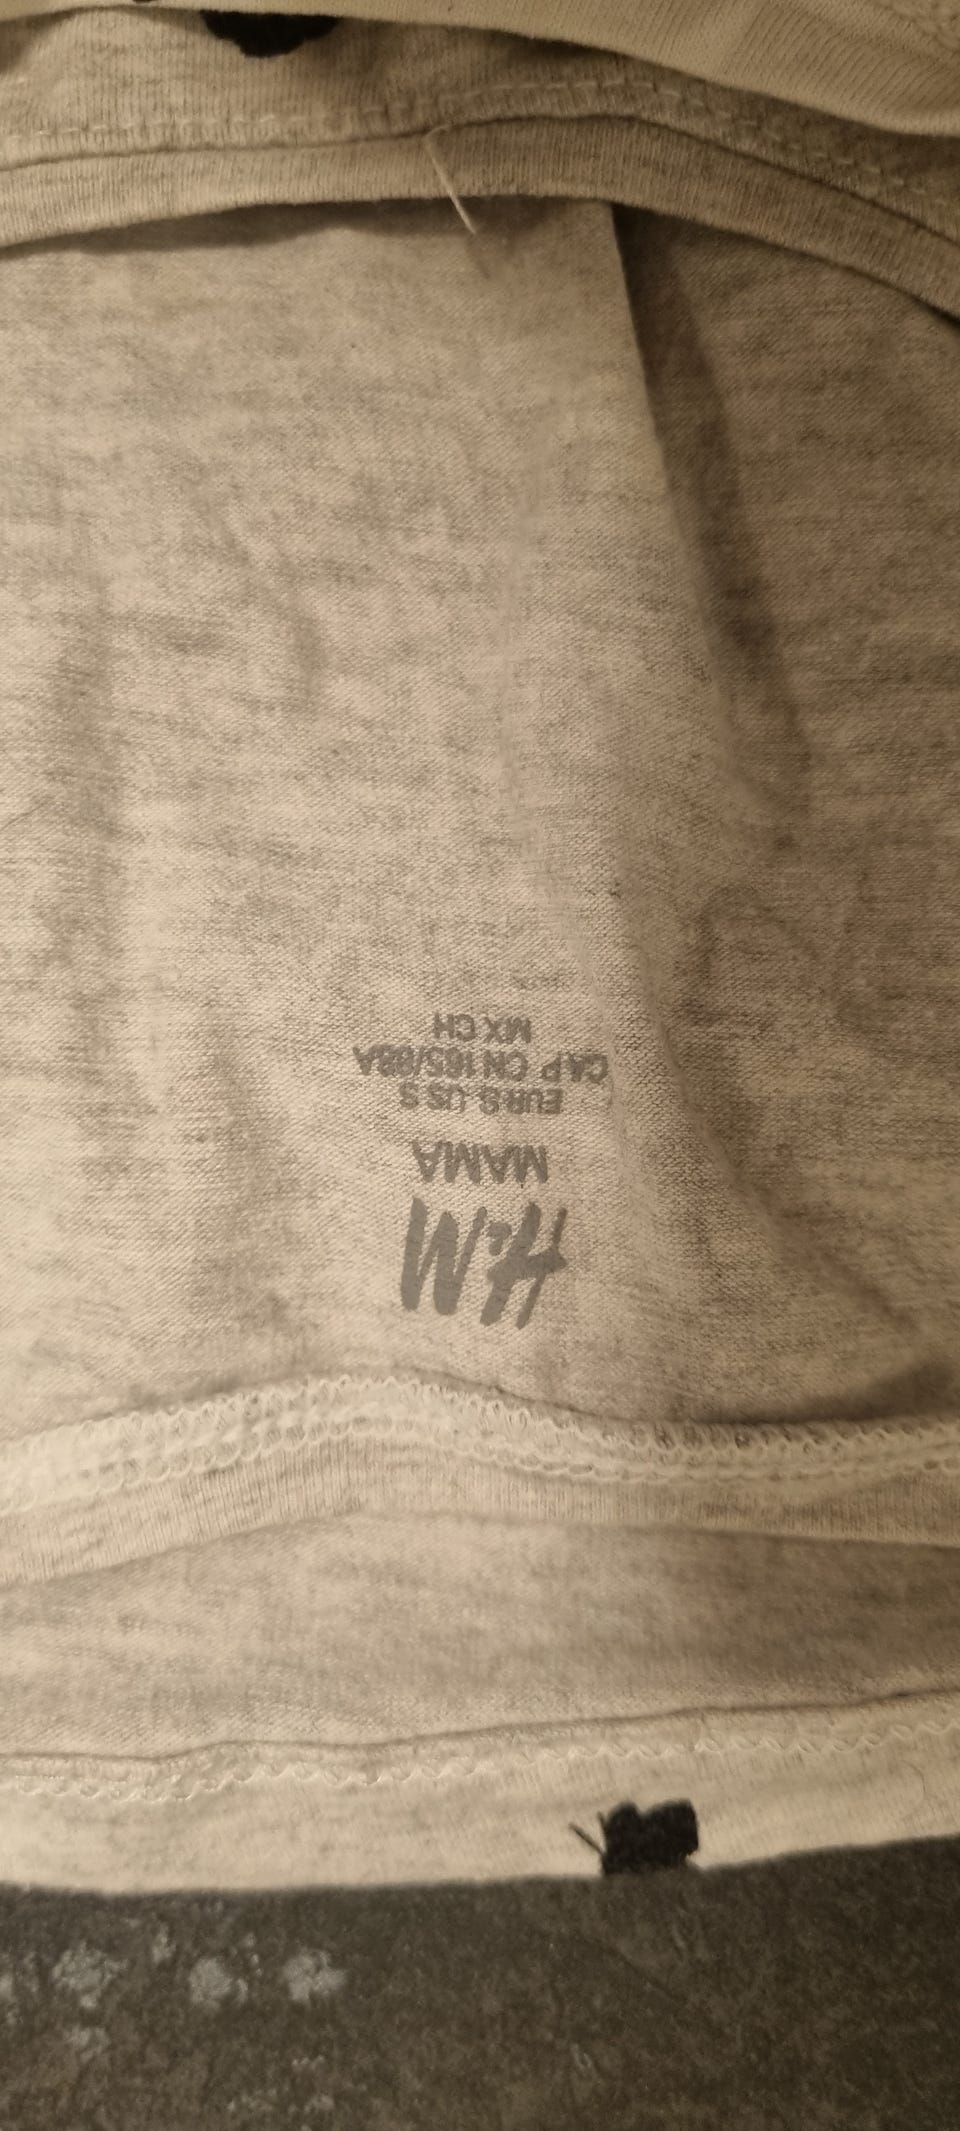 H&M
MAMA
EUR S US S
CA P CN 165/88A
MX CH